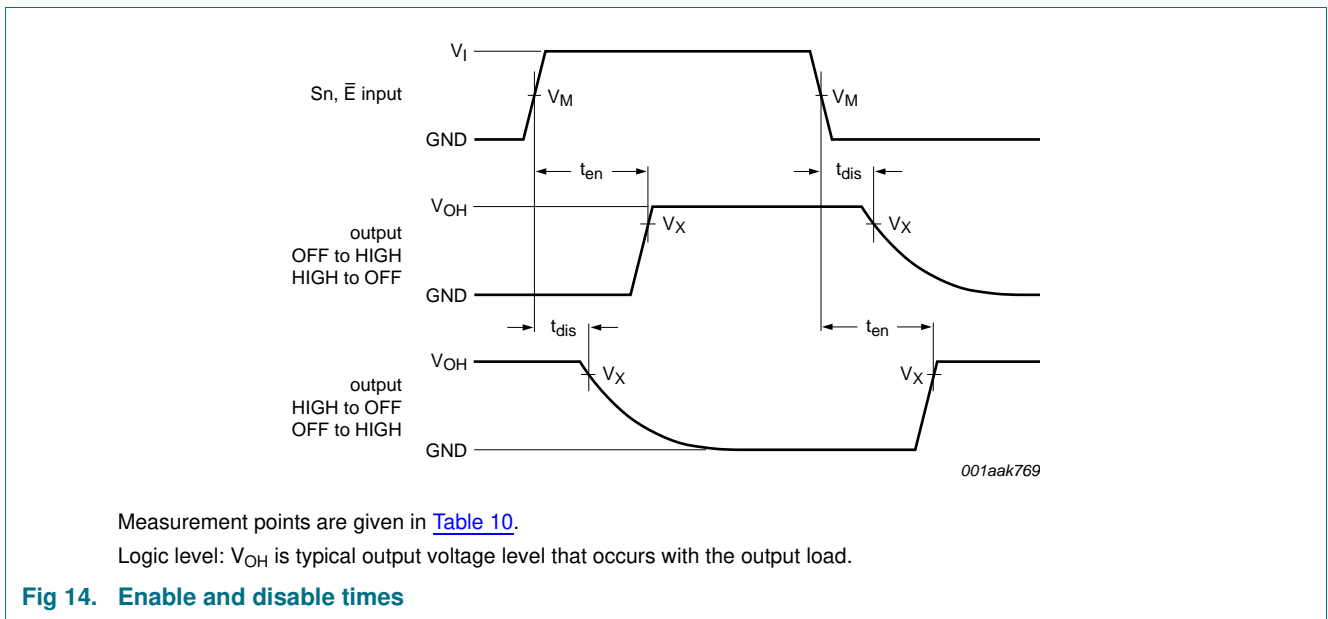 V_I
Sn, E̅ input
V_M
V_M
GND
t_en
t_dis
V_OH
output
OFF to HIGH
HIGH to OFF
V_X
V_X
GND
t_dis
t_en
V_OH
output
HIGH to OFF
OFF to HIGH
V_X
V_X
GND
001aak769
Measurement points are given in Table 10.
Logic level: V_OH is typical output voltage level that occurs with the output load.
Fig 14. Enable and disable times